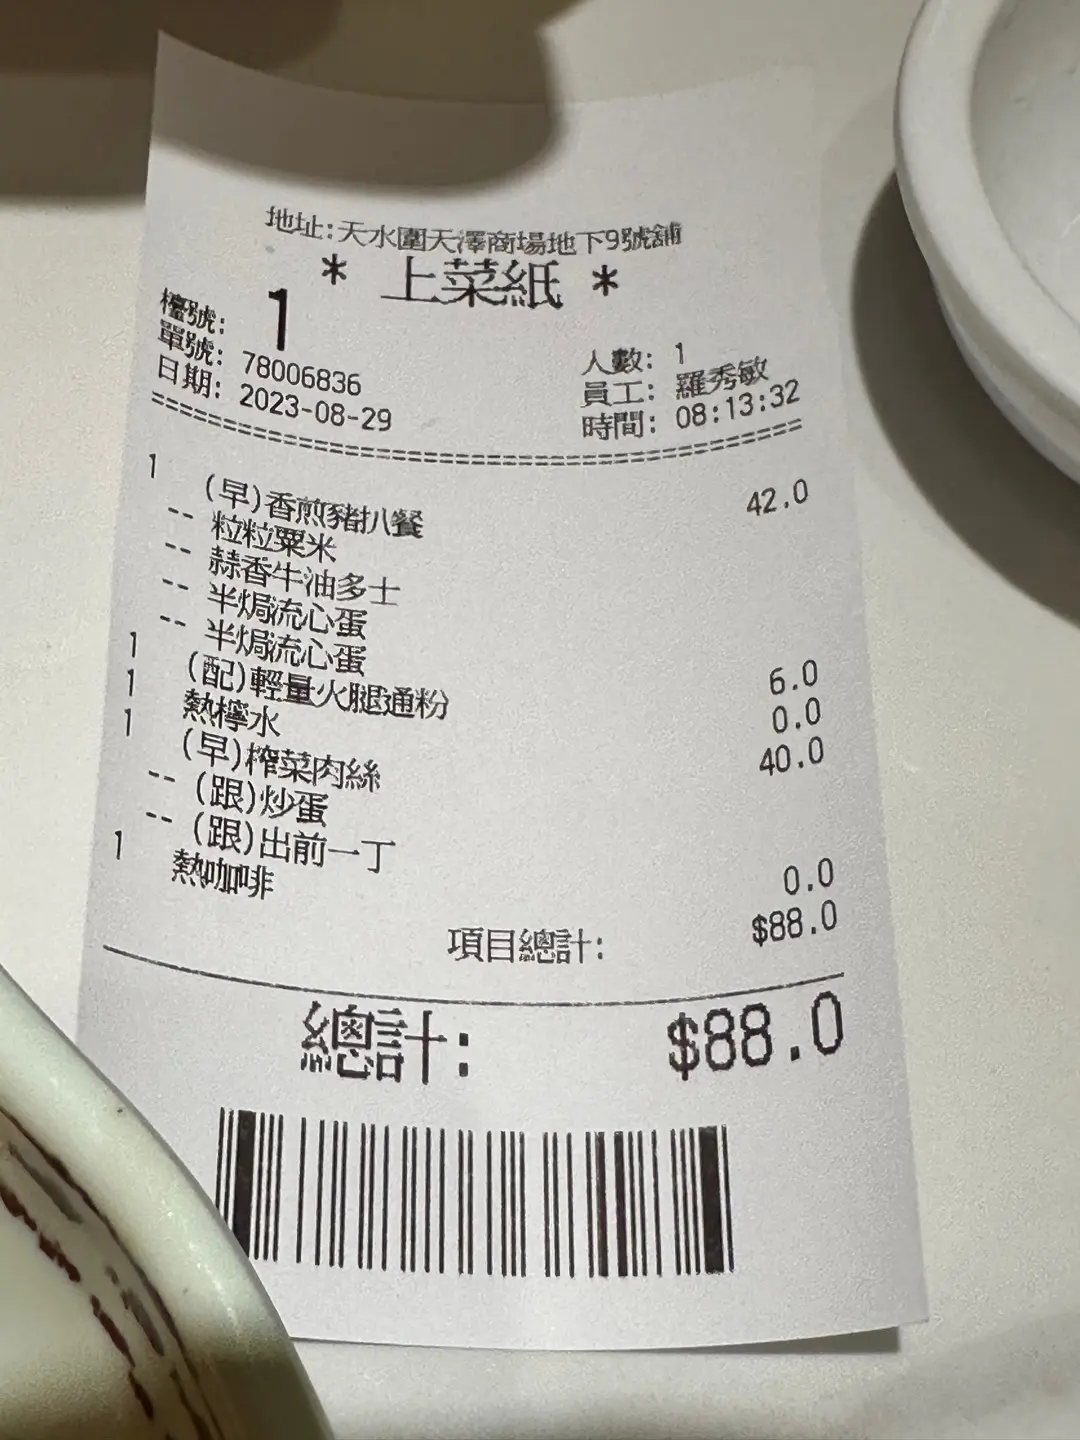 地址:天水圍天澤商場地下9號舖
* 上菜紙 *
檯號: 1 人數: 1
單號: 78006836 員工: 羅秀敏
日期: 2023-08-29 時間: 08:13:32
1 (早)香煎豬扒餐 42.0
-- 粒粒粟米
-- 蒜香牛油多士
-- 半焗流心蛋
-- 半焗流心蛋
1 (配)輕量火腿通粉 6.0
1 熱檸水 0.0
1 (早)榨菜肉絲 40.0
-- (跟)炒蛋
-- (跟)出前一丁
1 熱咖啡 0.0
項目總計: $88.0
總計: $88.0